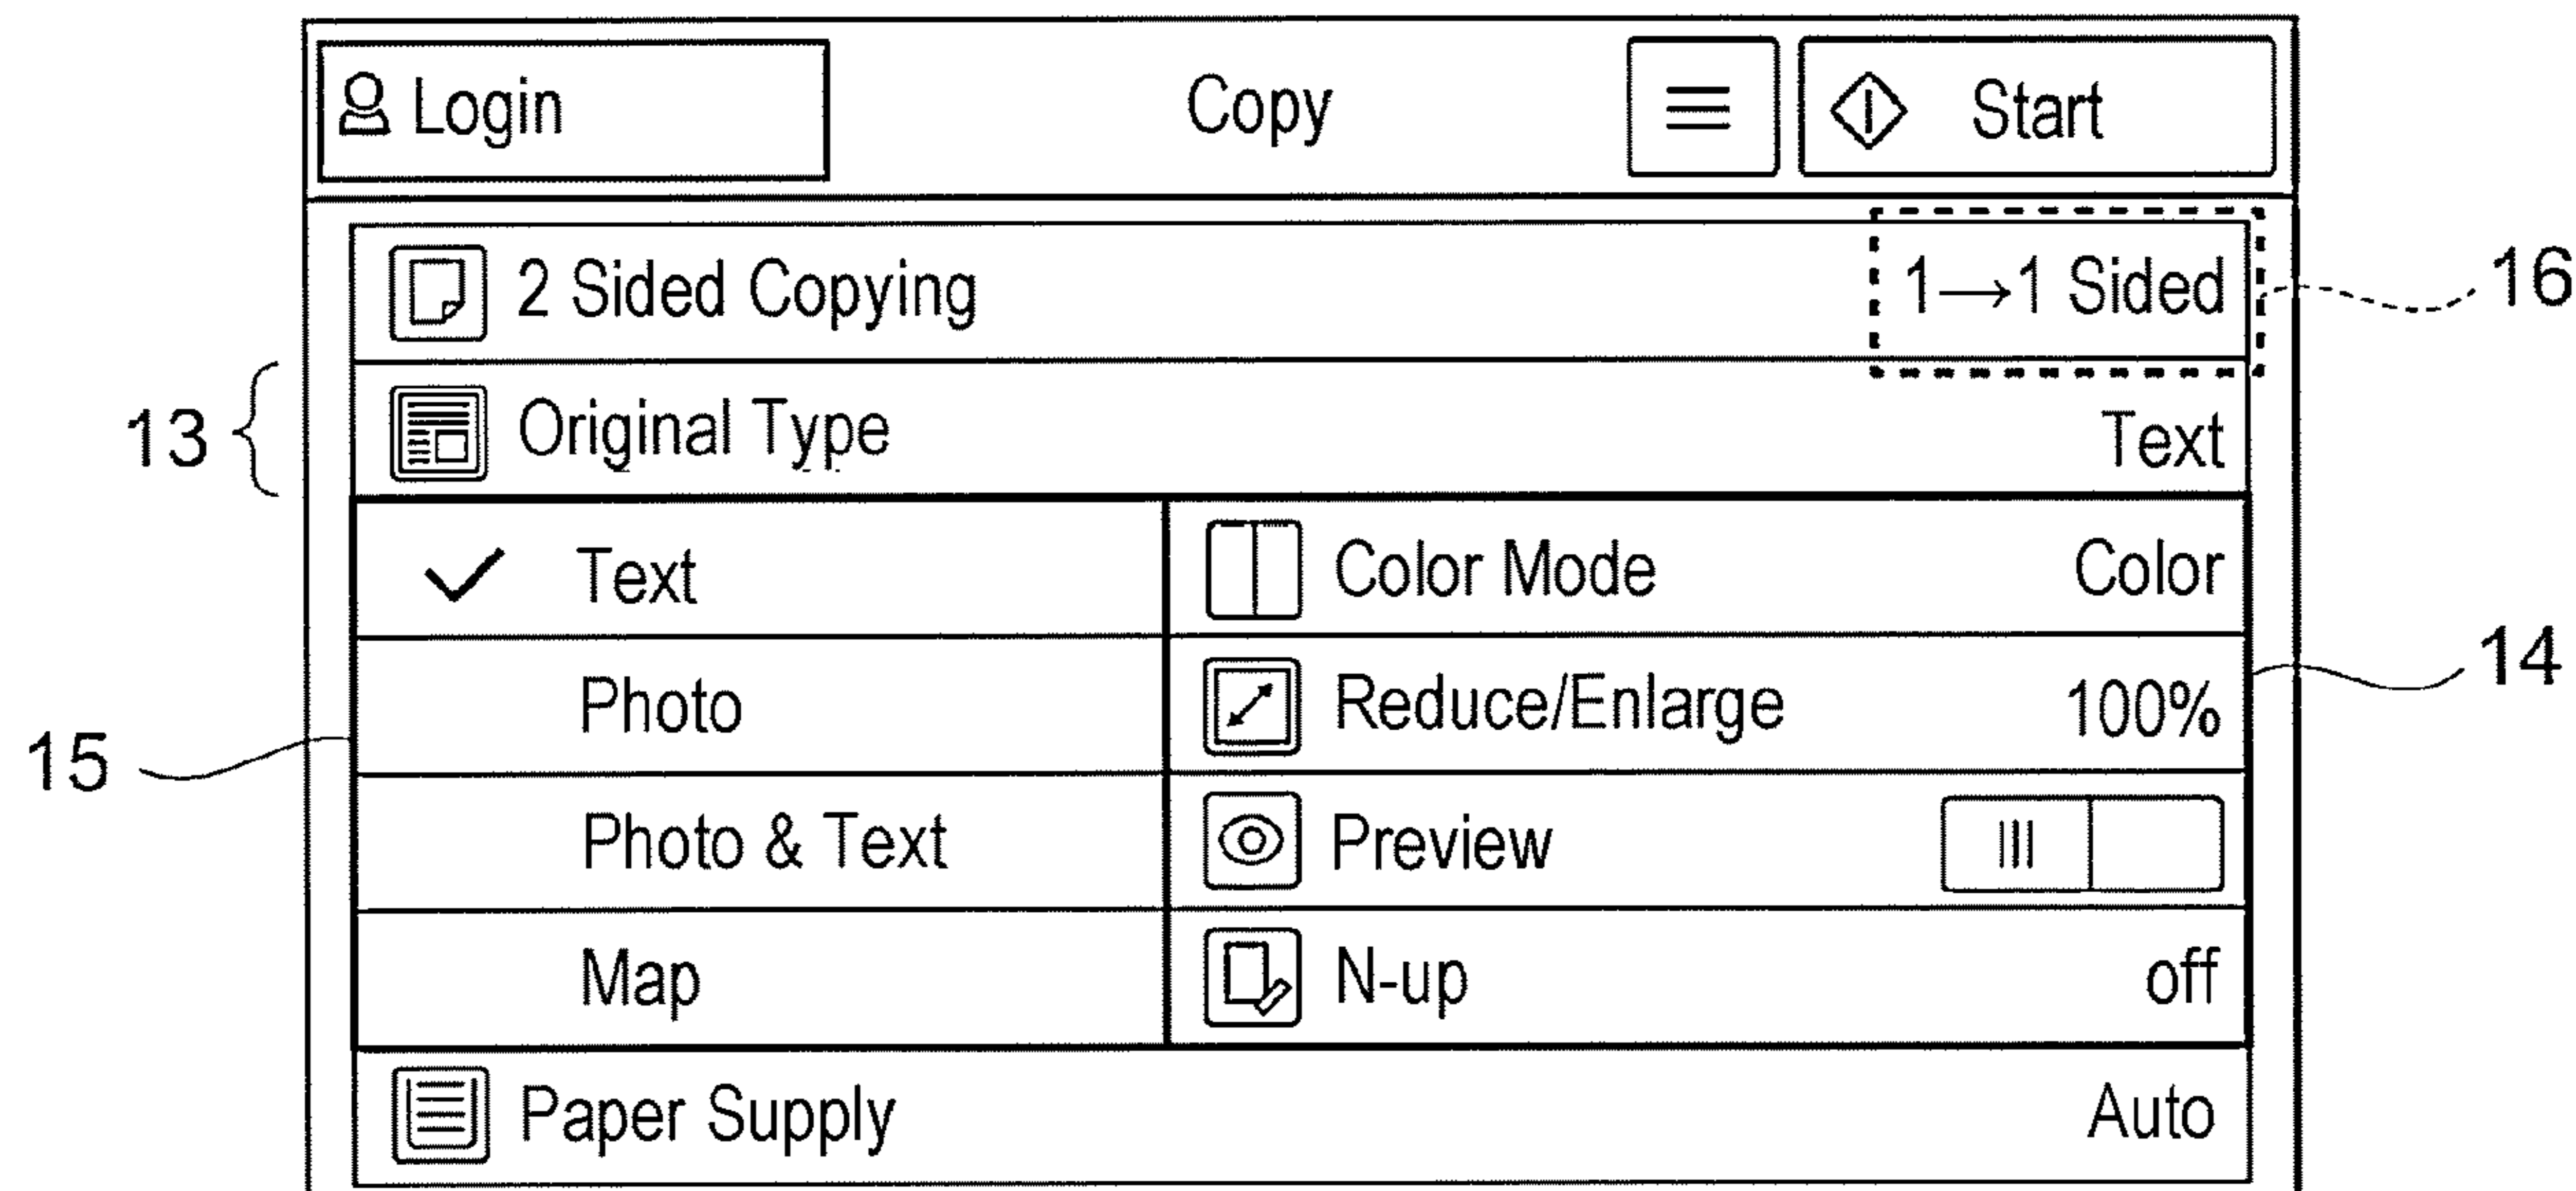 Login Copy Start
2 Sided Copying 1→1 Sided 16
13 Original Type Text
Text Color Mode Color
Photo Reduce/Enlarge 100% 14
15
Photo & Text Preview
Map N-up off
Paper Supply Auto